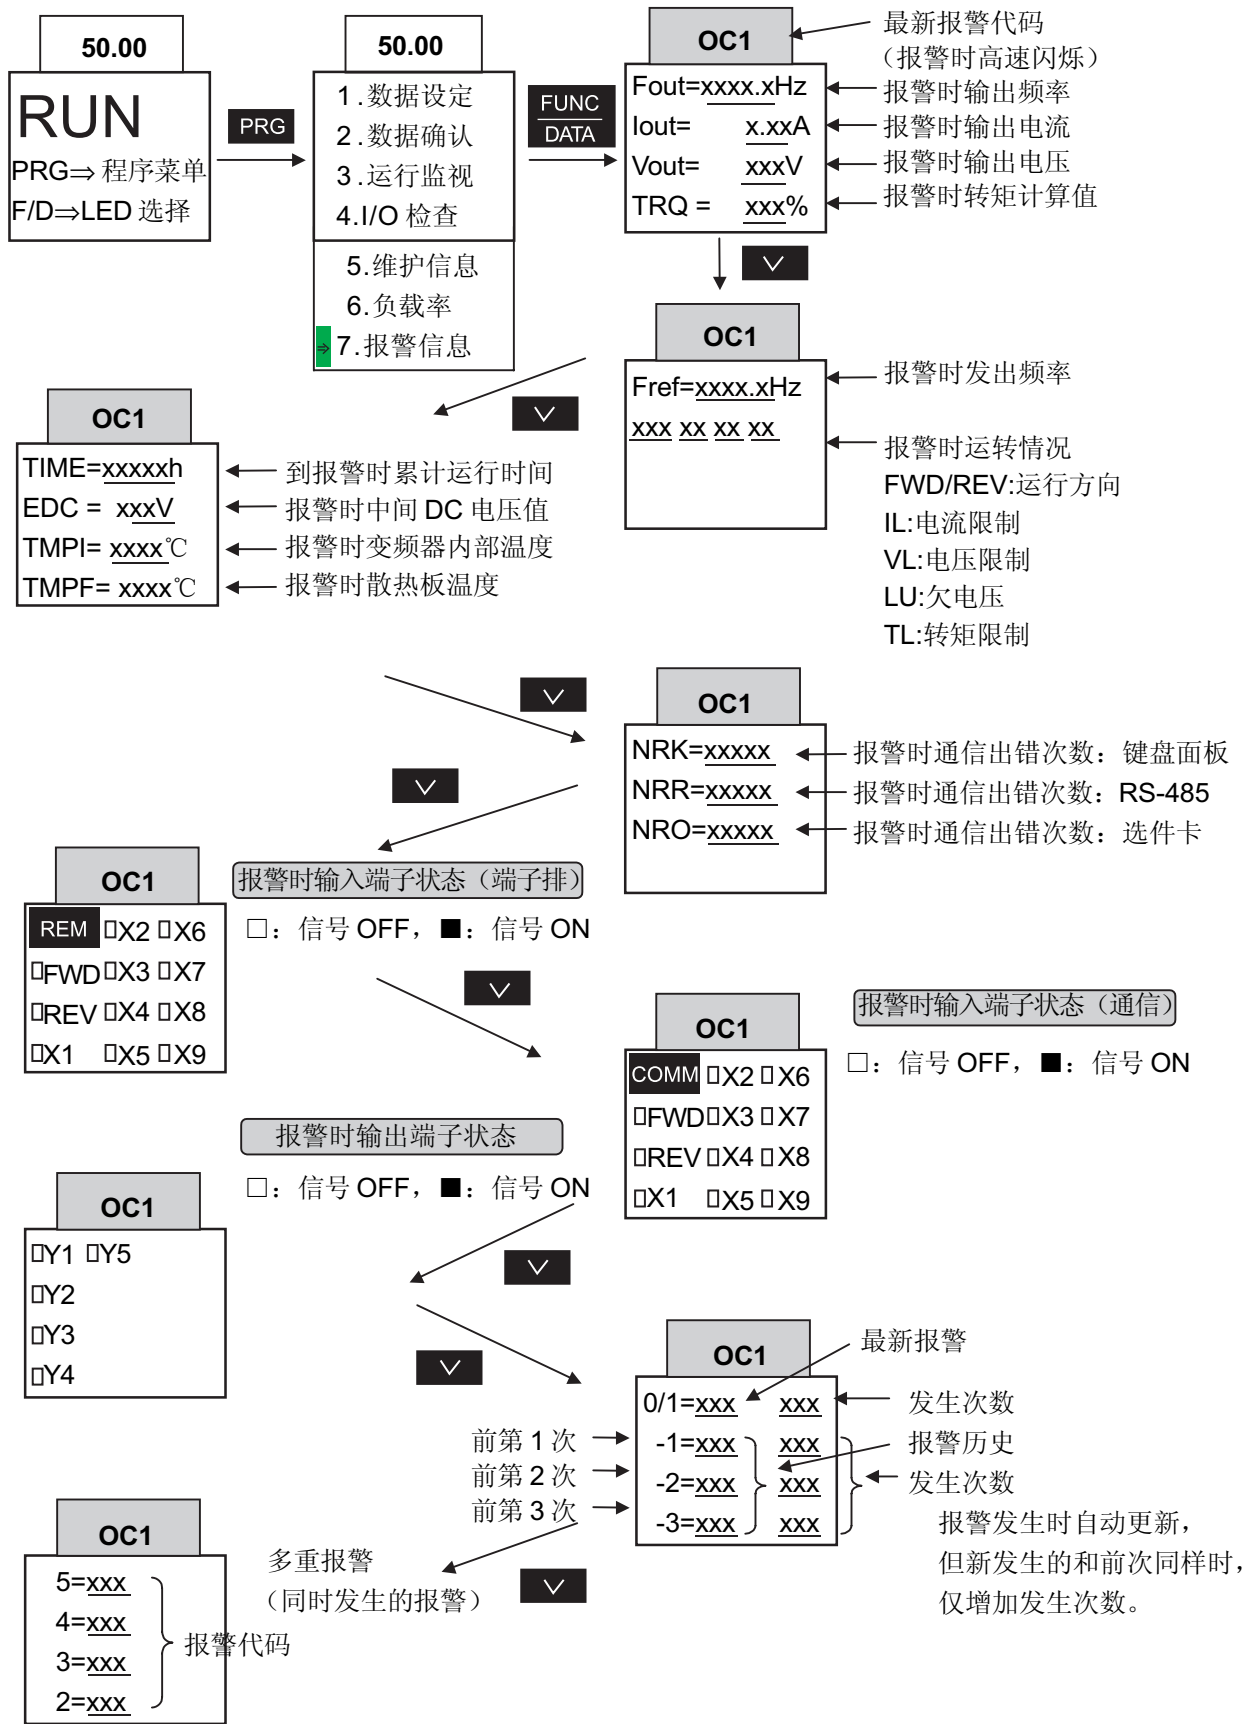 50.00
RUN
PRG⇒程序菜单
F/D⇒LED 选择
PRG
50.00
1.数据设定
2.数据确认
3.运行监视
4.I/O 检查
5.维护信息
6.负载率
⇒7.报警信息
FUNC
DATA
OC1
Fout=xxxx.xHz
Iout= x.xxA
Vout= xxxV
TRQ = xxx%
最新报警代码
（报警时高速闪烁）
报警时输出频率
报警时输出电流
报警时输出电压
报警时转矩计算值
OC1
Fref=xxxx.xHz
xxx xx xx xx
报警时发出频率
报警时运转情况
FWD/REV:运行方向
IL:电流限制
VL:电压限制
LU:欠电压
TL:转矩限制
OC1
TIME=xxxxxh
EDC = xxxV
TMPI= xxxx℃
TMPF= xxxx℃
到报警时累计运行时间
报警时中间 DC 电压值
报警时变频器内部温度
报警时散热板温度
OC1
NRK=xxxxx
NRR=xxxxx
NRO=xxxxx
报警时通信出错次数：键盘面板
报警时通信出错次数：RS-485
报警时通信出错次数：选件卡
OC1
REM □X2 □X6
□FWD □X3 □X7
□REV □X4 □X8
□X1 □X5 □X9
报警时输入端子状态（端子排）
□：信号 OFF，■：信号 ON
OC1
COMM □X2 □X6
□FWD □X3 □X7
□REV □X4 □X8
□X1 □X5 □X9
报警时输入端子状态（通信）
□：信号 OFF，■：信号 ON
报警时输出端子状态
□：信号 OFF，■：信号 ON
OC1
□Y1 □Y5
□Y2
□Y3
□Y4
OC1
0/1=xxx xxx
-1=xxx xxx
-2=xxx xxx
-3=xxx xxx
前第 1 次
前第 2 次
前第 3 次
最新报警
发生次数
报警历史
发生次数
报警发生时自动更新，
但新发生的和前次同样时，
仅增加发生次数。
多重报警
（同时发生的报警）
OC1
5=xxx
4=xxx
3=xxx
2=xxx
报警代码